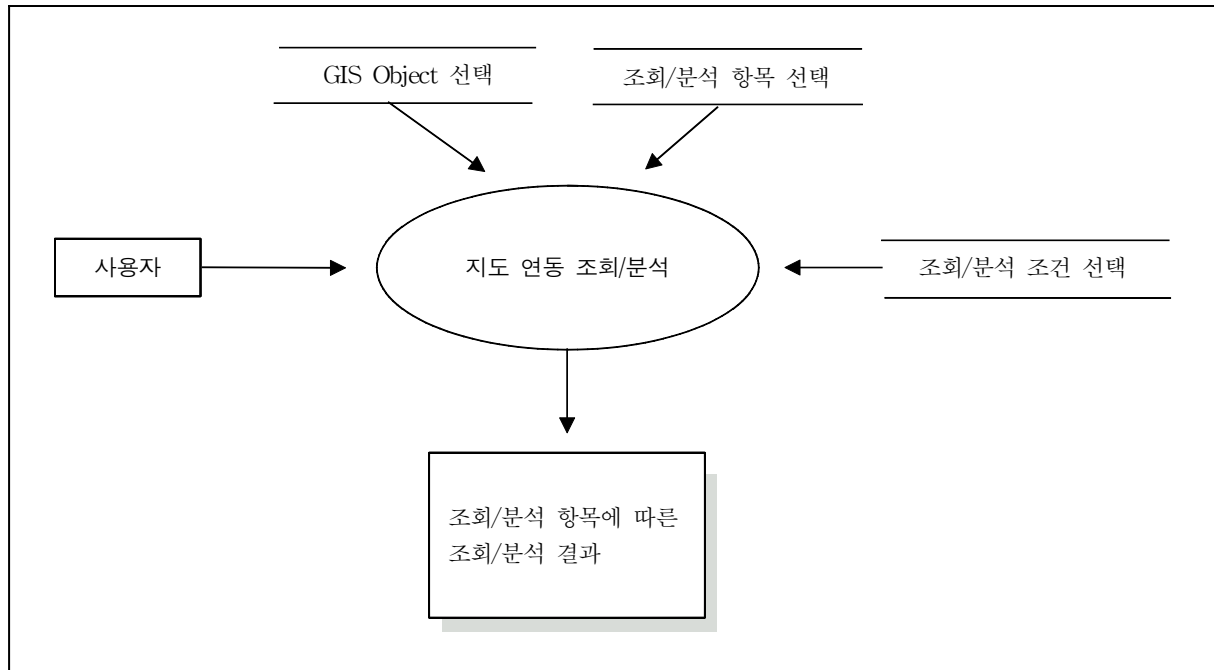 GIS Object 선택
조회/분석 항목 선택
사용자
지도 연동 조회/분석
조회/분석 조건 선택
조회/분석 항목에 따른
조회/분석 결과